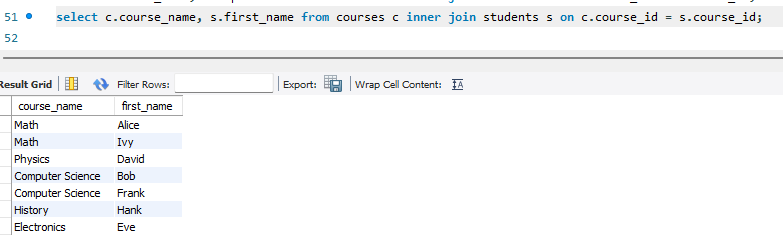 51 select c.course_name, s.first_name from courses c inner join students s on c.course_id = s.course_id;
52
Result Grid Filter Rows: Export: Wrap Cell Content:
course_name first_name
Math Alice
Math Ivy
Physics David
Computer Science Bob
Computer Science Frank
History Hank
Electronics Eve